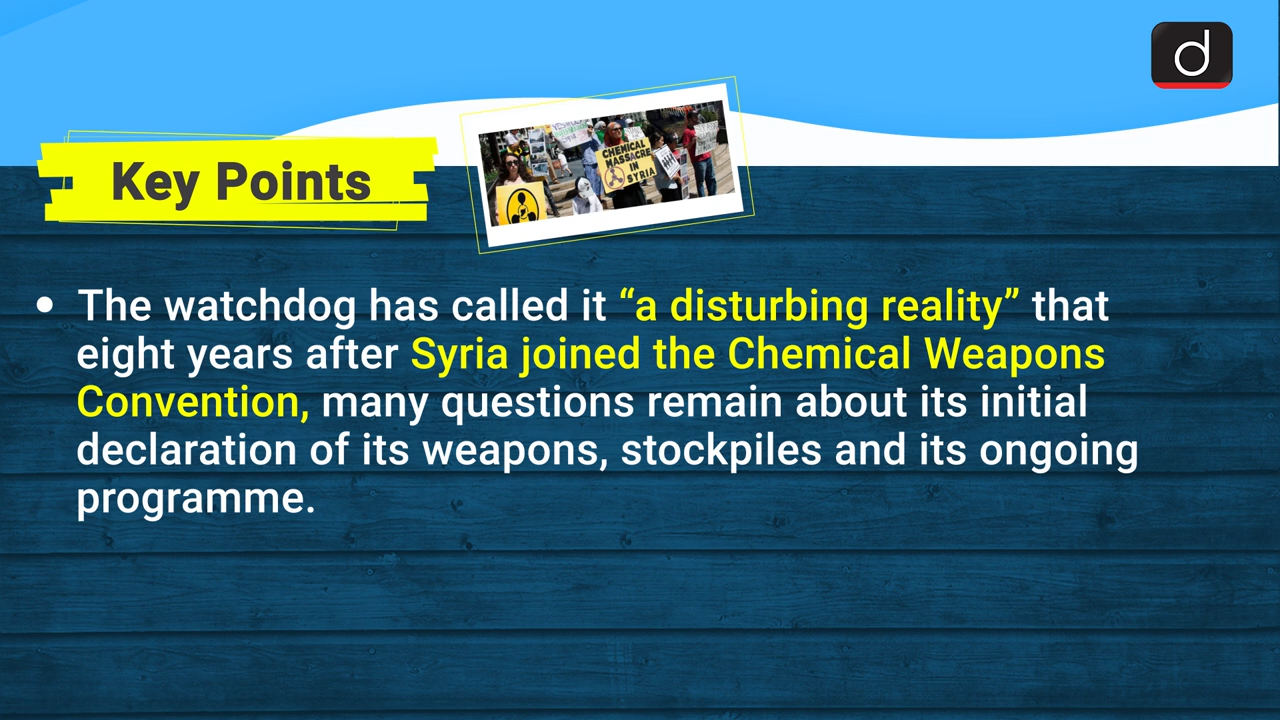 d
Key Points
CHEMICAL
MASSACRE
IN
SYRIA
• The watchdog has called it “a disturbing reality” that
eight years after Syria joined the Chemical Weapons
Convention, many questions remain about its initial
declaration of its weapons, stockpiles and its ongoing
programme.